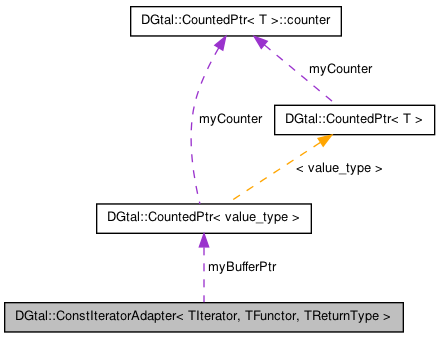 DGtal::CountedPtr< T >::counter
myCounter
DGtal::CountedPtr< T >
myCounter
< value_type >
DGtal::CountedPtr< value_type >
myBufferPtr
DGtal::ConstIteratorAdapter< TIterator, TFunctor, TReturnType >